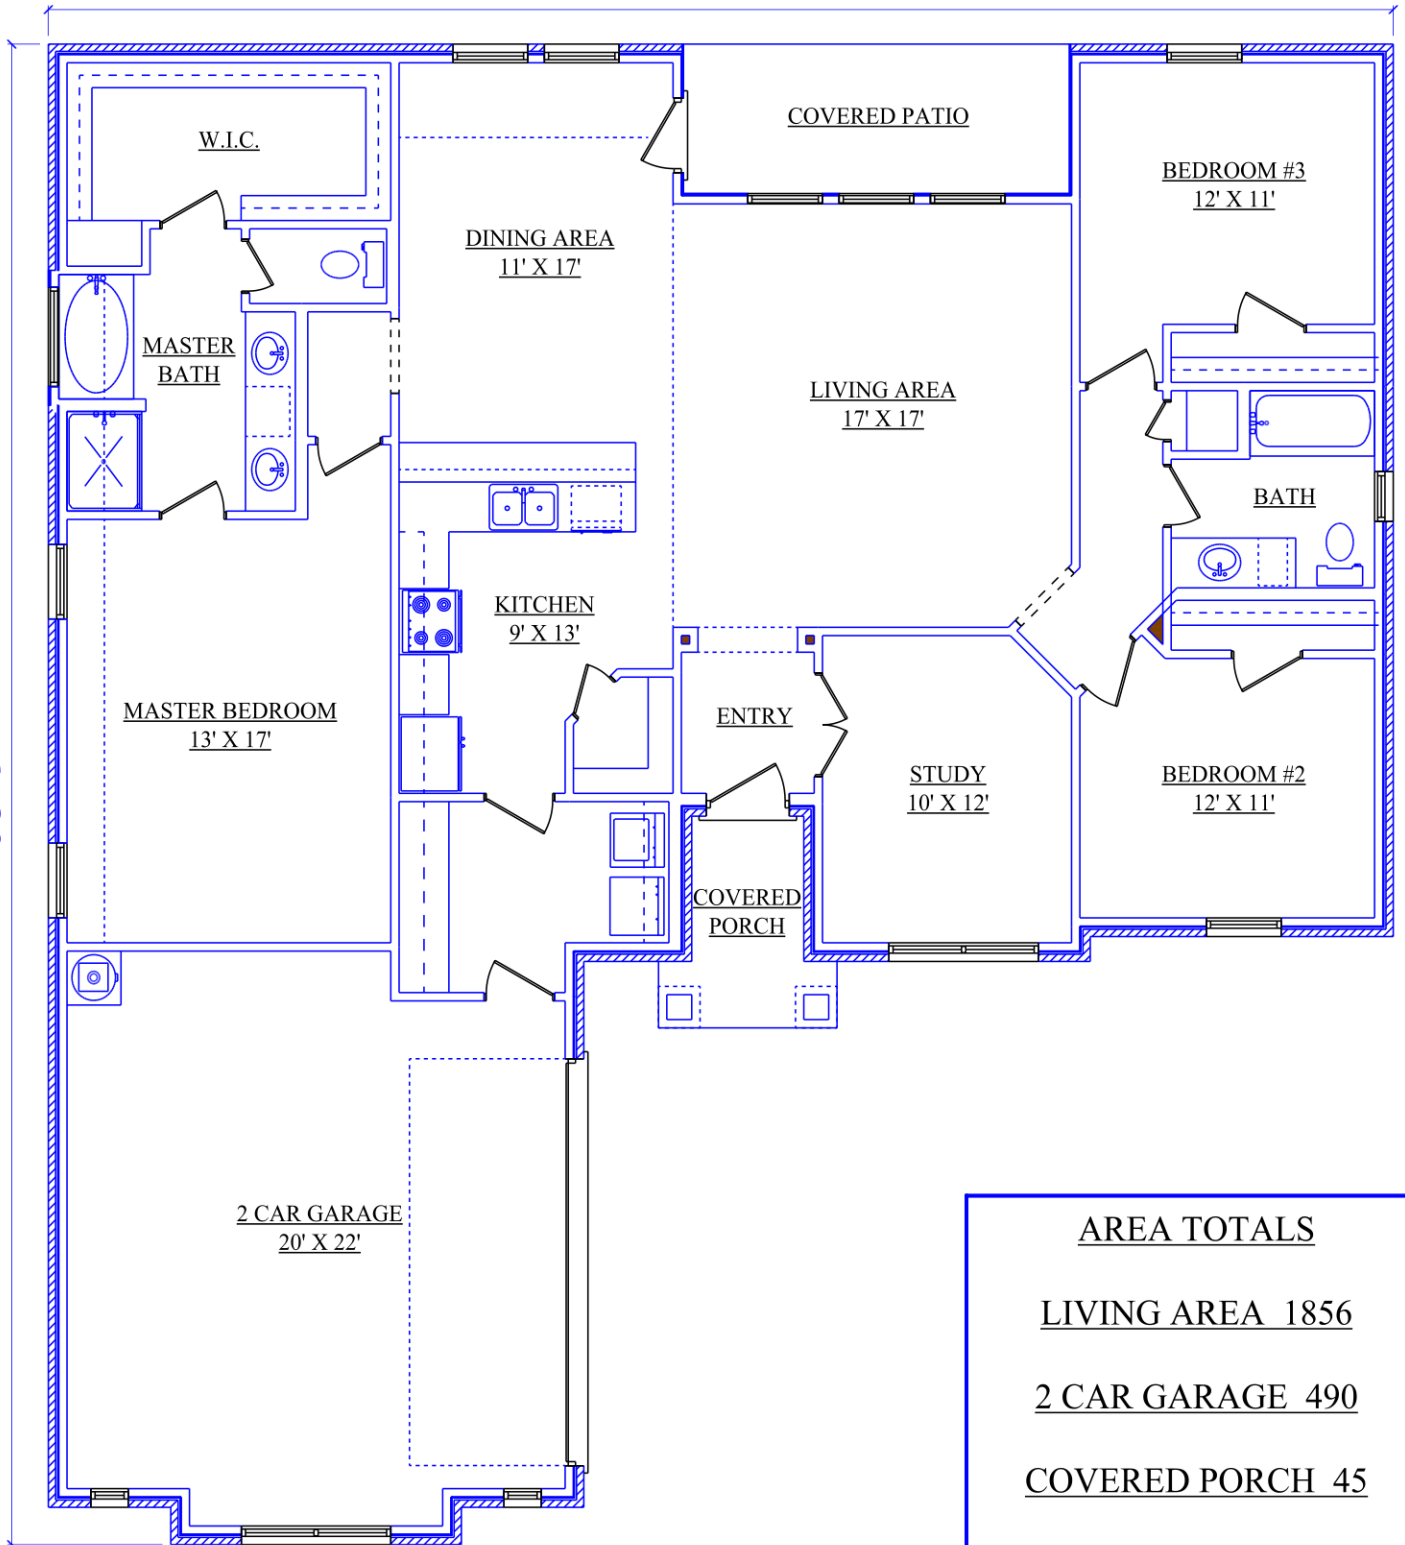 COVERED PATIO
W.I.C.
BEDROOM #3
12' X 11'
DINING AREA
11' X 17'
MASTER
BATH
LIVING AREA
17' X 17'
BATH
KITCHEN
9' X 13'
MASTER BEDROOM
13' X 17'
ENTRY
STUDY
10' X 12'
BEDROOM #2
12' X 11'
COVERED
PORCH
2 CAR GARAGE
20' X 22'
AREA TOTALS
LIVING AREA 1856
2 CAR GARAGE 490
COVERED PORCH 45